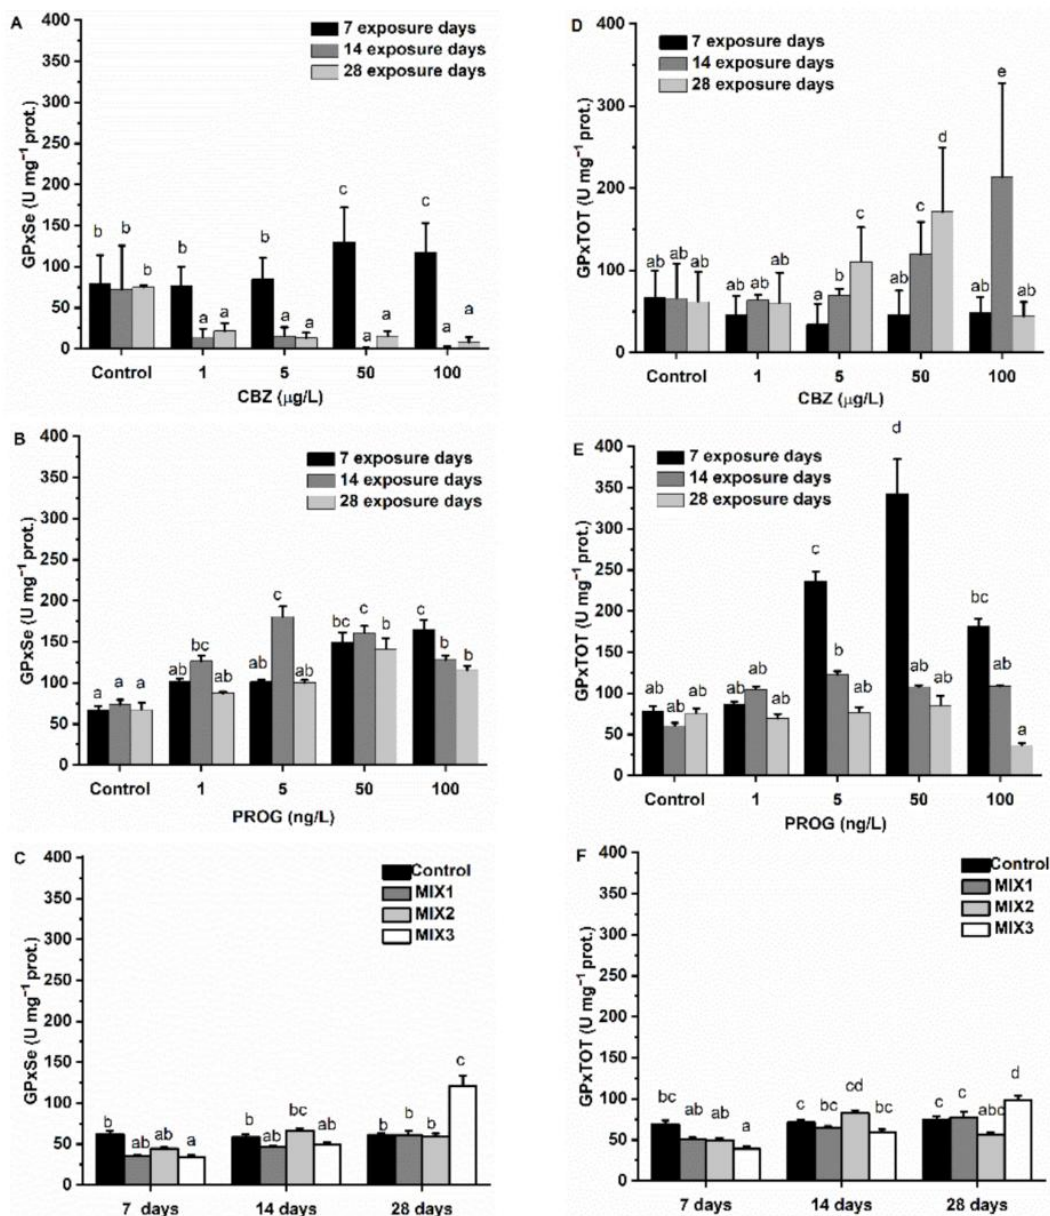 A
GPxSe (U mg⁻¹ prot.)
400
350
300
250
200
150
100
50
0
7 exposure days
14 exposure days
28 exposure days
b b b
b a a
b a a
c a a
c a a
Control 1 5 50 100
CBZ (µg/L)
D
GPxTOT (U mg⁻¹ prot.)
400
300
200
100
0
7 exposure days
14 exposure days
28 exposure days
ab ab ab
ab ab ab
a b c
ab c d
ab e ab
Control 1 5 50 100
CBZ (µg/L)
B
GPxSe (U mg⁻¹ prot.)
400
350
300
250
200
150
100
50
0
7 exposure days
14 exposure days
28 exposure days
a a a
ab bc ab
ab c ab
bc c b
c b b
Control 1 5 50 100
PROG (ng/L)
E
GPxTOT (U mg⁻¹ prot.)
400
350
300
250
200
150
100
50
0
7 exposure days
14 exposure days
28 exposure days
ab ab ab
ab ab ab
c b ab
d ab ab
bc ab a
Control 1 5 50 100
PROG (ng/L)
C
GPxSe (U mg⁻¹ prot.)
400
350
300
250
200
150
100
50
0
Control
MIX1
MIX2
MIX3
b ab ab a
b ab bc ab
b b b c
7 days 14 days 28 days
F
GPxTOT (U mg⁻¹ prot.)
400
350
300
250
200
150
100
50
0
Control
MIX1
MIX2
MIX3
bc ab ab a
c bc cd bc
c c abc d
7 days 14 days 28 days